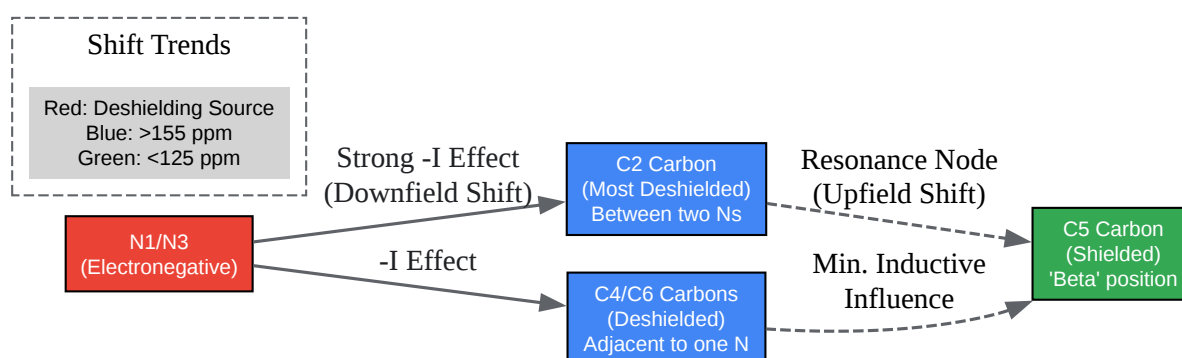 Shift Trends
Red: Deshielding Source
Blue: >155 ppm
Green: <125 ppm
N1/N3
(Electronegative)
Strong -I Effect
(Downfield Shift)
-I Effect
C2 Carbon
(Most Deshielded)
Between two Ns
C4/C6 Carbons
(Deshielded)
Adjacent to one N
Resonance Node
(Upfield Shift)
Min. Inductive
Influence
C5 Carbon
(Shielded)
'Beta' position